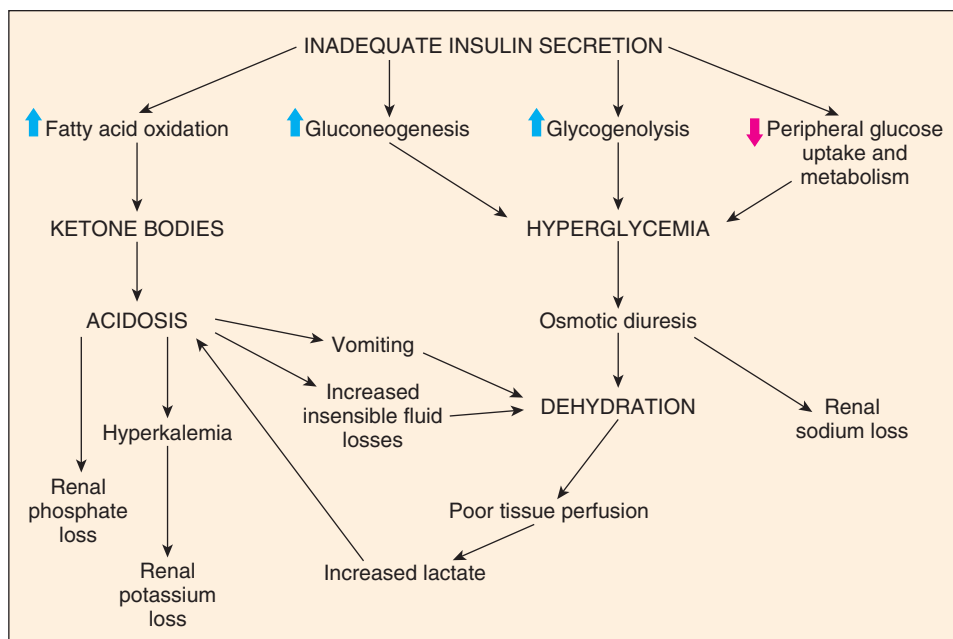 INADEQUATE INSULIN SECRETION
Fatty acid oxidation
Gluconeogenesis
Glycogenolysis
Peripheral glucose
uptake and
metabolism
KETONE BODIES
HYPERGLYCEMIA
ACIDOSIS
Osmotic diuresis
Vomiting
Increased
insensible fluid
losses
DEHYDRATION
Renal
sodium loss
Hyperkalemia
Renal
phosphate
loss
Poor tissue perfusion
Renal
potassium
loss
Increased lactate